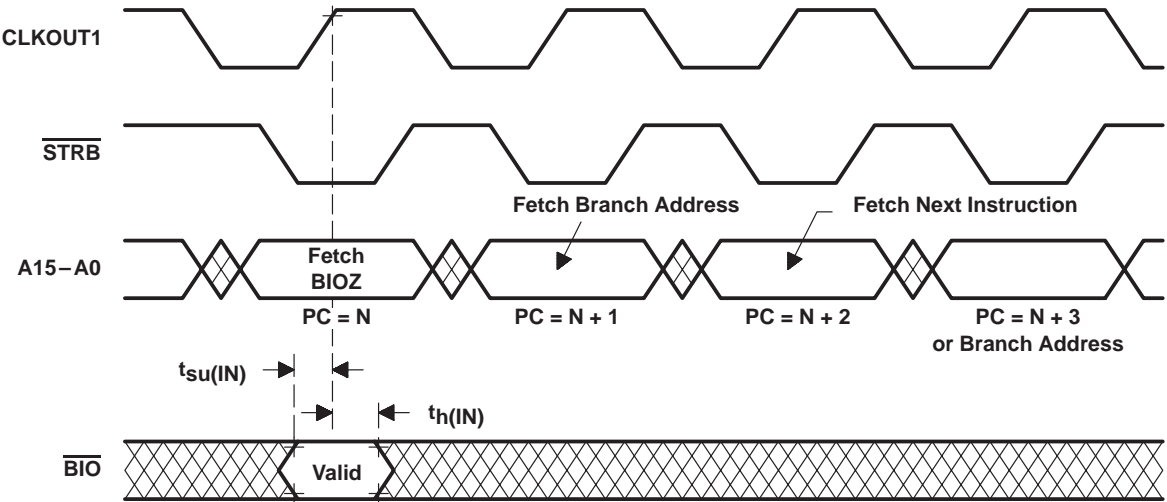 CLKOUT1
STRB
Fetch Branch Address
Fetch Next Instruction
A15–A0
Fetch
BIOZ
PC = N
PC = N + 1
PC = N + 2
PC = N + 3
or Branch Address
tsu(IN)
th(IN)
BIO
Valid